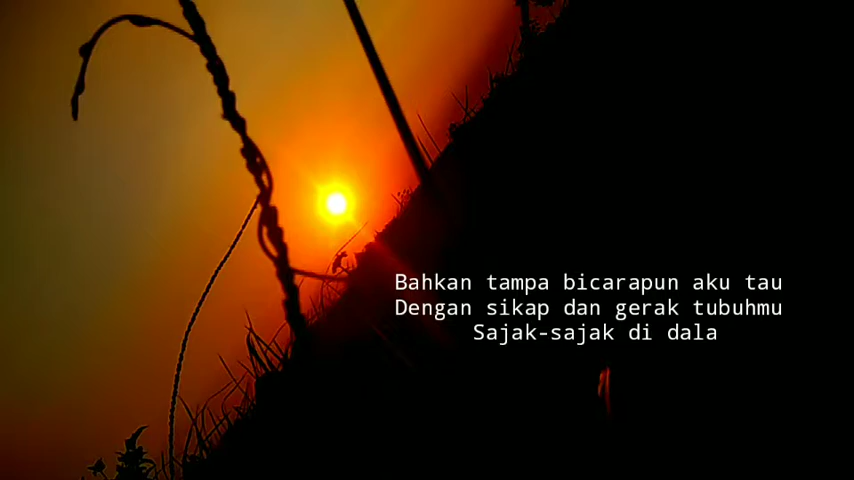 Bahkan tampa bicarapun aku tau
Dengan sikap dan gerak tubuhmu
Sajak-sajak di dala